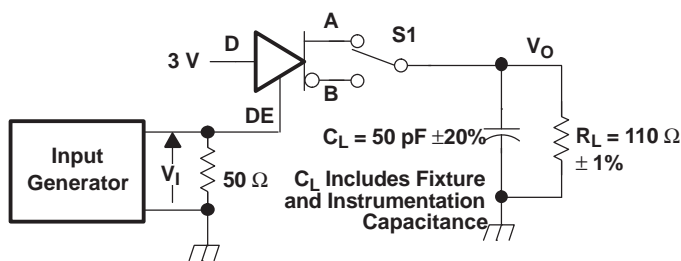 A
S1
D
3 V
VO
B
DE
CL = 50 pF ±20%
RL = 110 Ω
± 1%
Input
Generator
VI
50 Ω
CL Includes Fixture
and Instrumentation
Capacitance